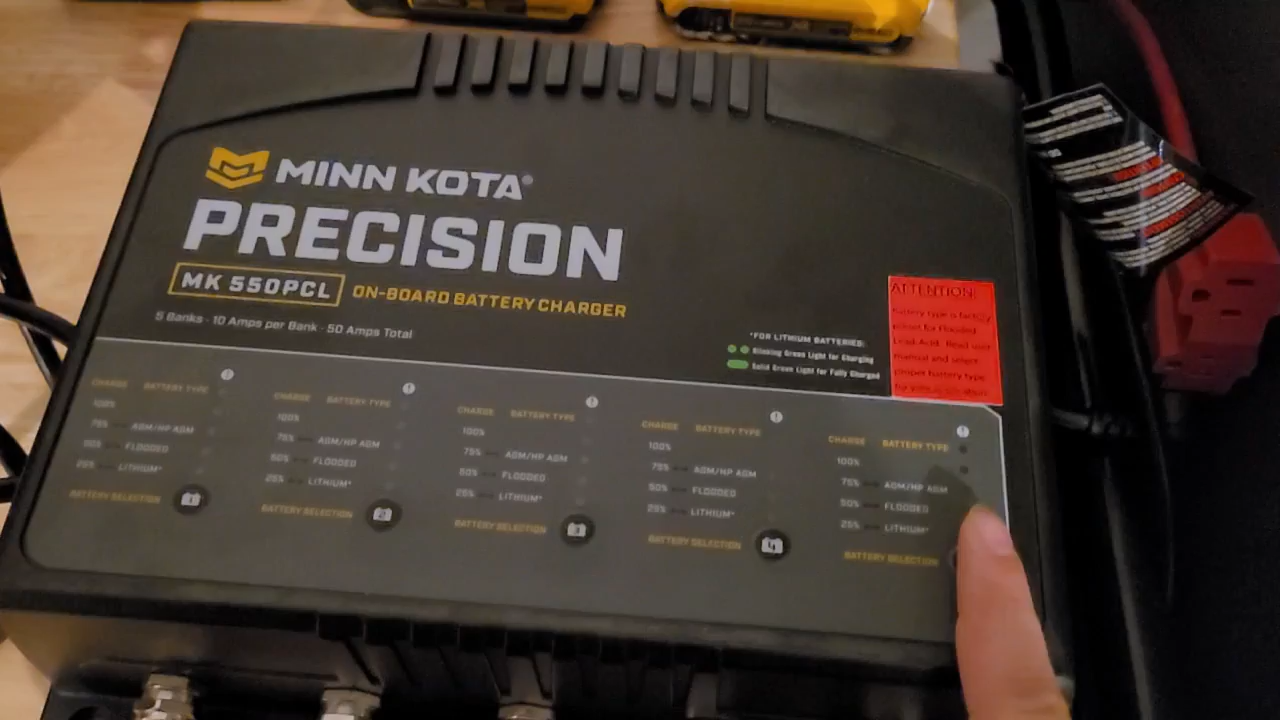 MINN KOTA®
PRECISION
MK 550PCL ON-BOARD BATTERY CHARGER
5 Banks - 10 Amps per Bank - 50 Amps Total
*FOR LITHIUM BATTERIES:
Blinking Green Light for Charging
Solid Green Light for Fully Charged
ATTENTION:
Battery type is factory
preset for Flooded
Lead Acid. Read user
manual and select
proper battery type
for your application
CHARGE BATTERY TYPE
100%
75% AGM/HP AGM
50% FLOODED
25% LITHIUM*
BATTERY SELECTION 1
CHARGE BATTERY TYPE
100%
75% AGM/HP AGM
50% FLOODED
25% LITHIUM*
BATTERY SELECTION 2
CHARGE BATTERY TYPE
100%
75% AGM/HP AGM
50% FLOODED
25% LITHIUM*
BATTERY SELECTION 3
CHARGE BATTERY TYPE
100%
75% AGM/HP AGM
50% FLOODED
25% LITHIUM*
BATTERY SELECTION 4
CHARGE BATTERY TYPE
100%
75% AGM/HP AGM
50% FLOODED
25% LITHIUM*
BATTERY SELECTION